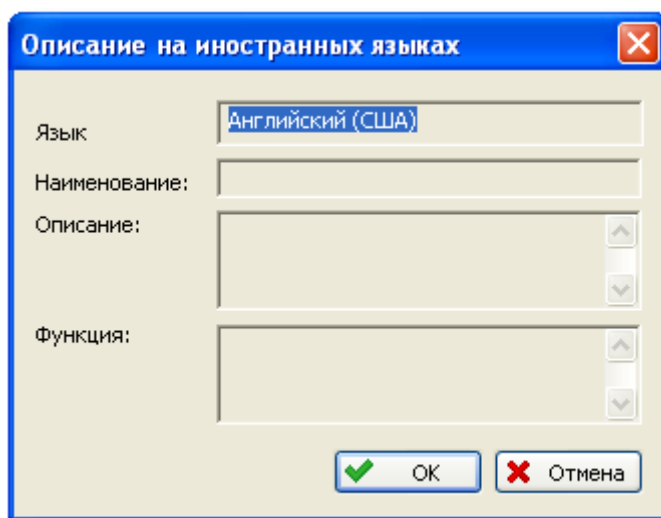 Описание на иностранных языках
Язык Английский (США)
Наименование:
Описание:
Функция:
OK Отмена